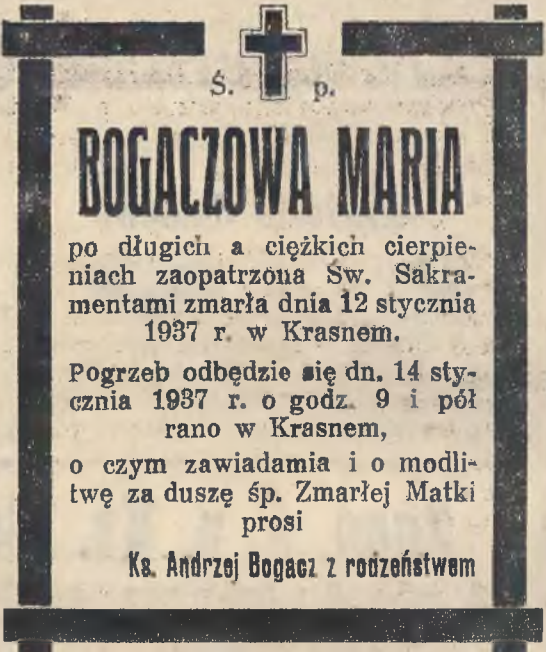 Ś. p.
BOGACZOWA MARIA
po długich a ciężkich cierpie-
niach zaopatrzona Św. Sakra-
mentami zmarła dnia 12 stycznia
1937 r. w Krasnem.
Pogrzeb odbędzie się dn. 14 sty-
cznia 1937 r. o godz. 9 i pół
rano w Krasnem,
o czym zawiadamia i o modli-
twę za duszę śp. Zmarłej Matki
prosi
Ks. Andrzej Bogacz z rodzeństwem